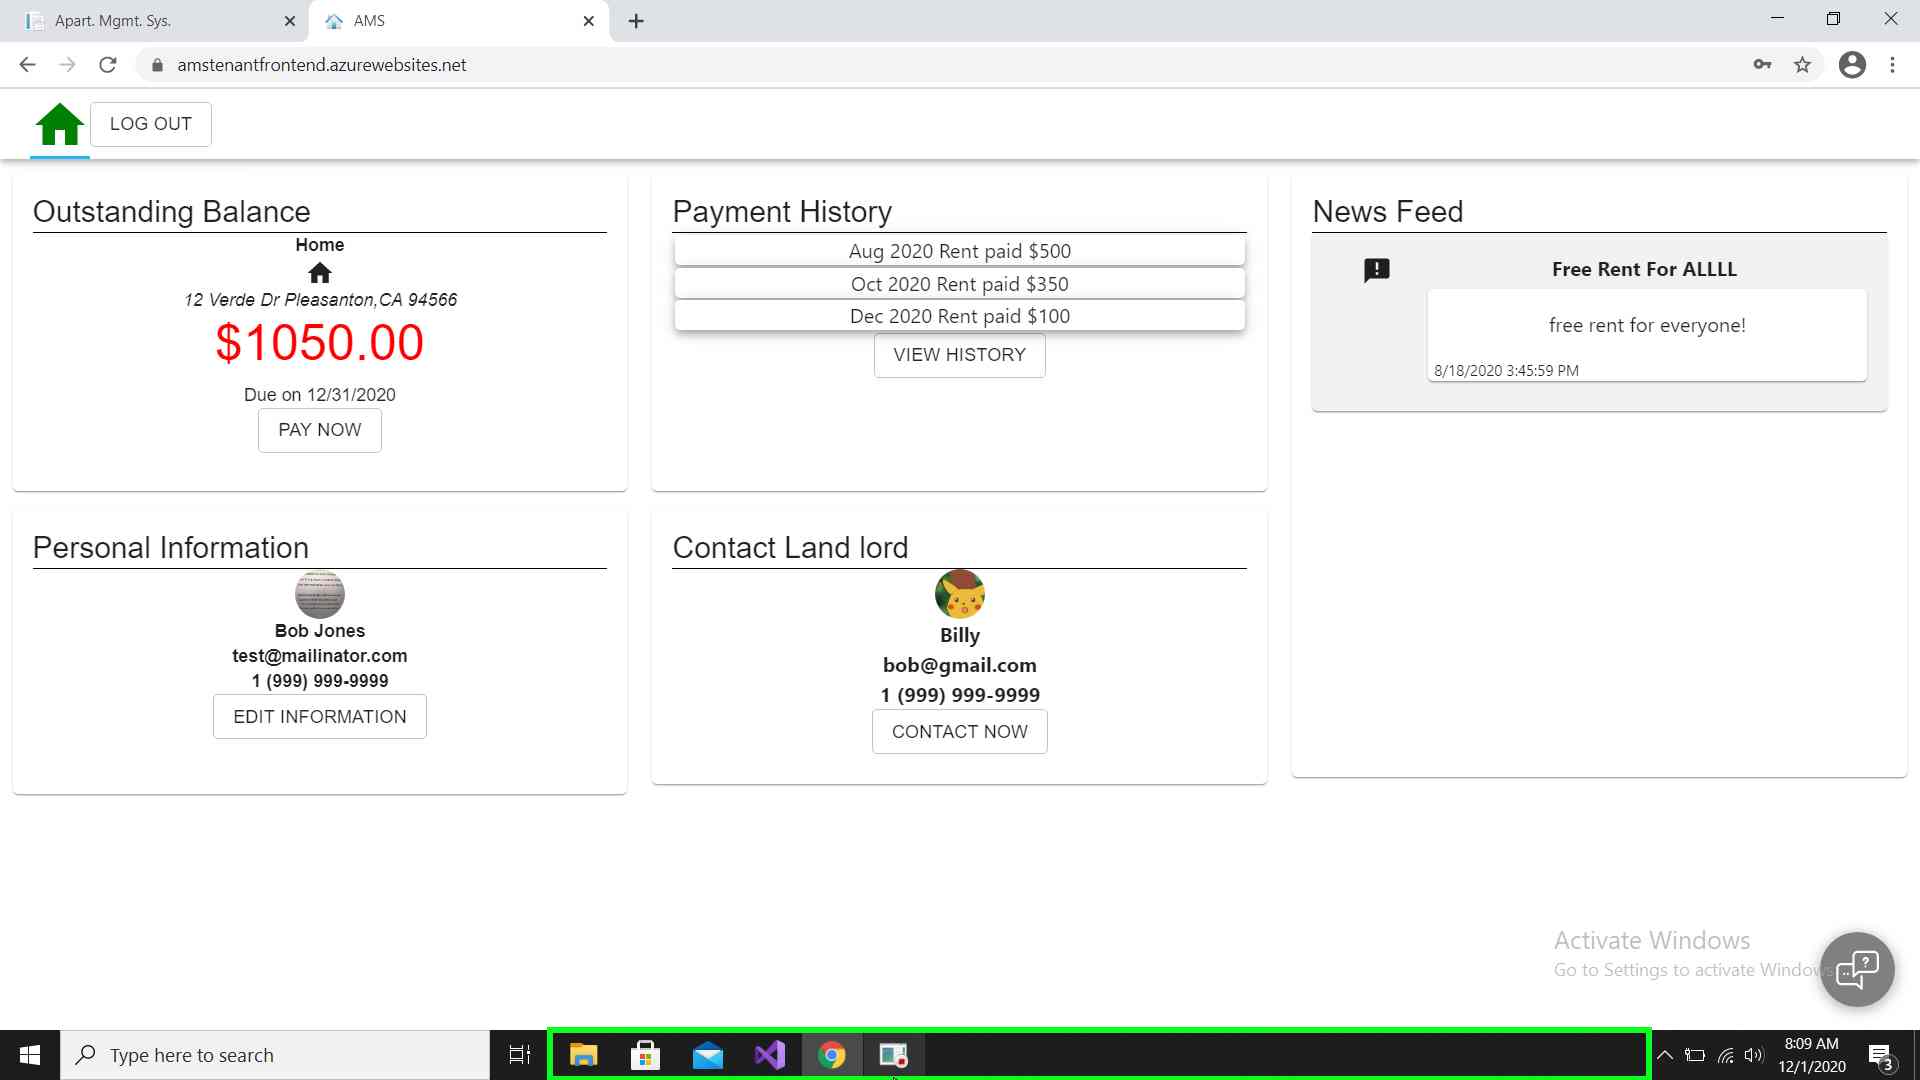 Apart. Mgmt. Sys.
AMS
amstenantfrontend.azurewebsites.net
LOG OUT
Outstanding Balance
Home
12 Verde Dr Pleasanton,CA 94566
$1050.00
Due on 12/31/2020
PAY NOW
Payment History
Aug 2020 Rent paid $500
Oct 2020 Rent paid $350
Dec 2020 Rent paid $100
VIEW HISTORY
News Feed
Free Rent For ALLLL
free rent for everyone!
8/18/2020 3:45:59 PM
Personal Information
Bob Jones
test@mailinator.com
1 (999) 999-9999
EDIT INFORMATION
Contact Land lord
Billy
bob@gmail.com
1 (999) 999-9999
CONTACT NOW
Activate Windows
Go to Settings to activate Windows
Type here to search
8:09 AM
12/1/2020
3